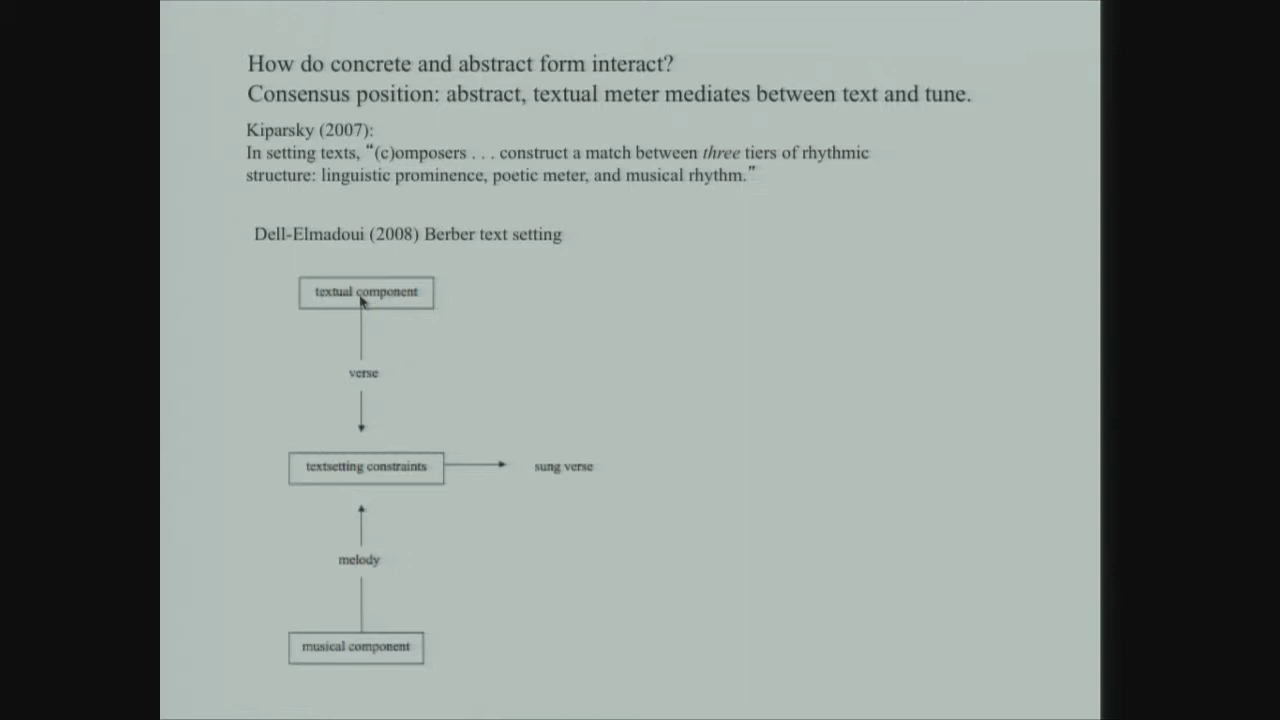 How do concrete and abstract form interact?
Consensus position: abstract, textual meter mediates between text and tune.
Kiparsky (2007):
In setting texts, “(c)omposers . . . construct a match between three tiers of rhythmic
structure: linguistic prominence, poetic meter, and musical rhythm.”
Dell-Elmadoui (2008) Berber text setting
textual component
verse
textsetting constraints
sung verse
melody
musical component